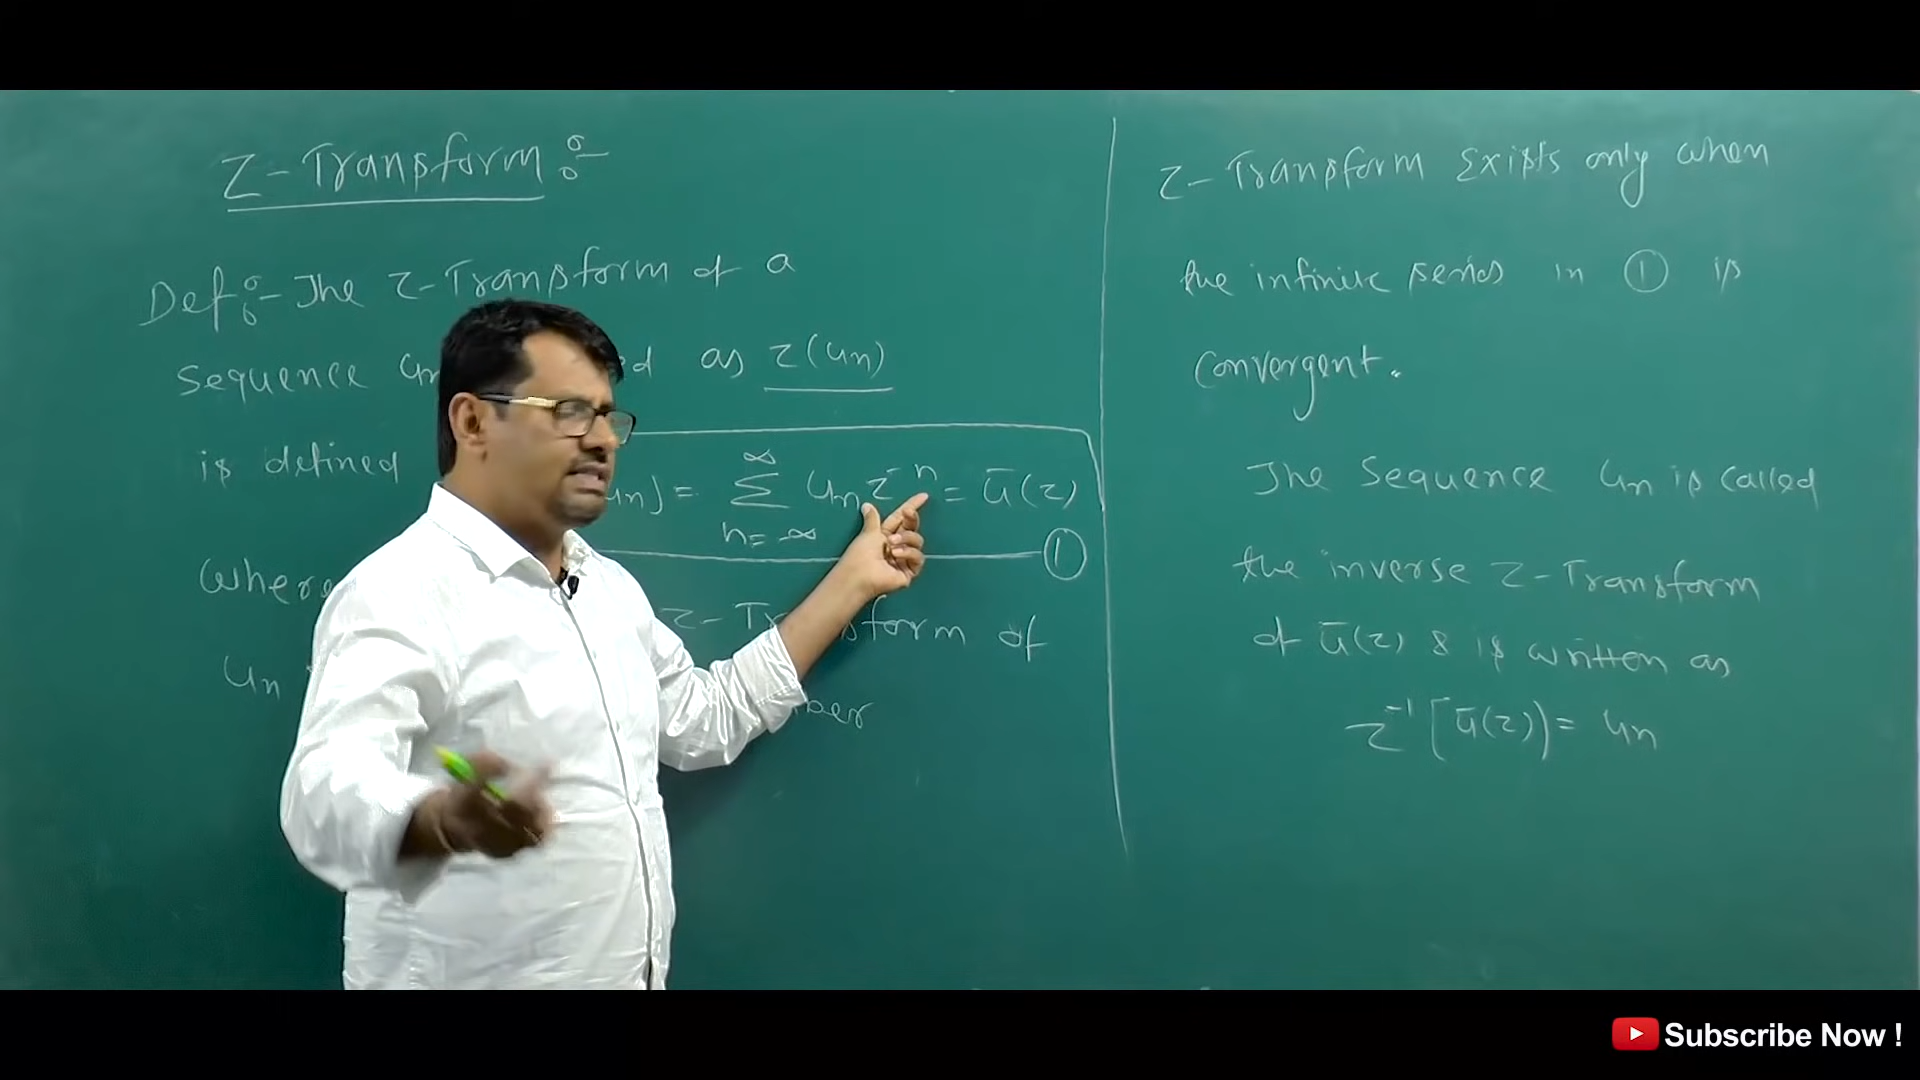 Z-Transform :-
Def :- The Z-Transform of a
Sequence as Z(un)
is defined
∞
un) = Σ un z^-n = ū(z)
n = -∞
1
Where
Z-Transform of
un
Z-Transform Exists only when
the infinite series in ① is
convergent.
The Sequence un is called
the inverse Z-Transform
of ū(z) & is written as
Z^-1 [ū(z)] = un
Subscribe Now !